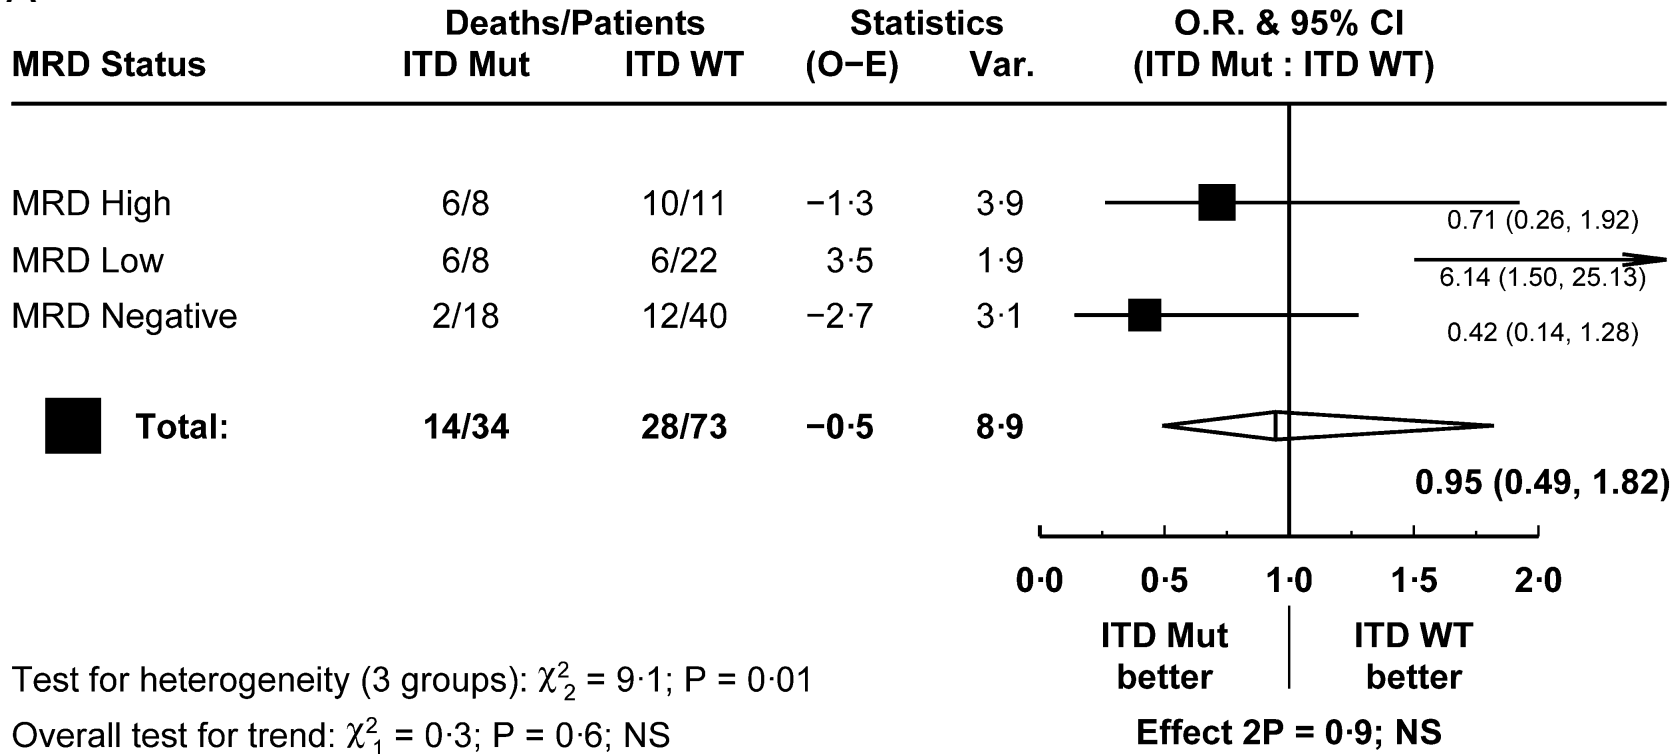 Deaths/Patients Statistics O.R. & 95% CI
MRD Status ITD Mut ITD WT (O−E) Var. (ITD Mut : ITD WT)
MRD High 6/8 10/11 −1·3 3·9 0.71 (0.26, 1.92)
MRD Low 6/8 6/22 3·5 1·9 6.14 (1.50, 25.13)
MRD Negative 2/18 12/40 −2·7 3·1 0.42 (0.14, 1.28)
Total: 14/34 28/73 −0·5 8·9
0.95 (0.49, 1.82)
0·0 0·5 1·0 1·5 2·0
ITD Mut better
ITD WT better
Test for heterogeneity (3 groups): χ²₂ = 9·1; P = 0·01
Overall test for trend: χ²₁ = 0·3; P = 0·6; NS
Effect 2P = 0·9; NS